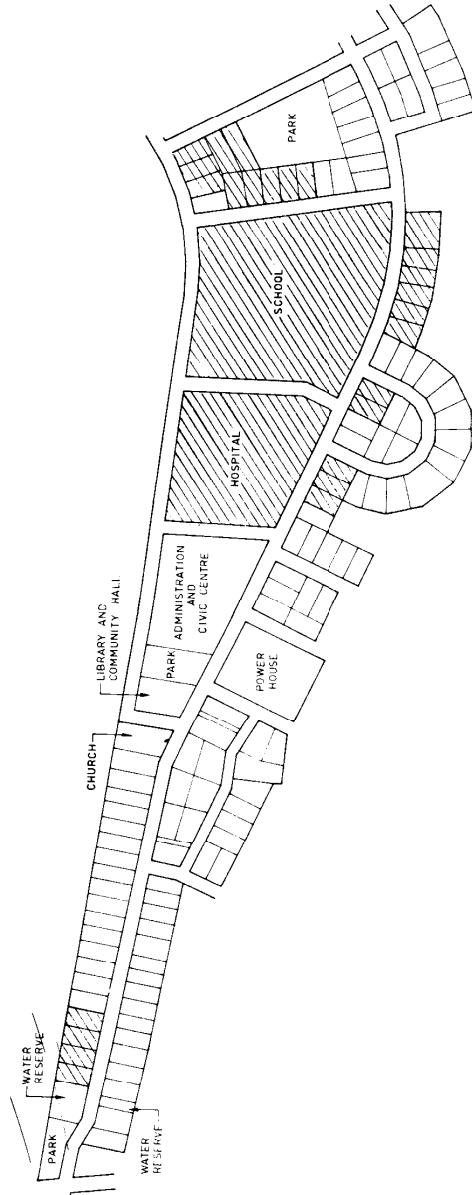 PARK
WATER
RESERVE
WATER
RESERVE
CHURCH
LIBRARY AND
COMMUNITY HALL
PARK
ADMINISTRATION
AND
CIVIC CENTRE
POWER
HOUSE
HOSPITAL
SCHOOL
PARK